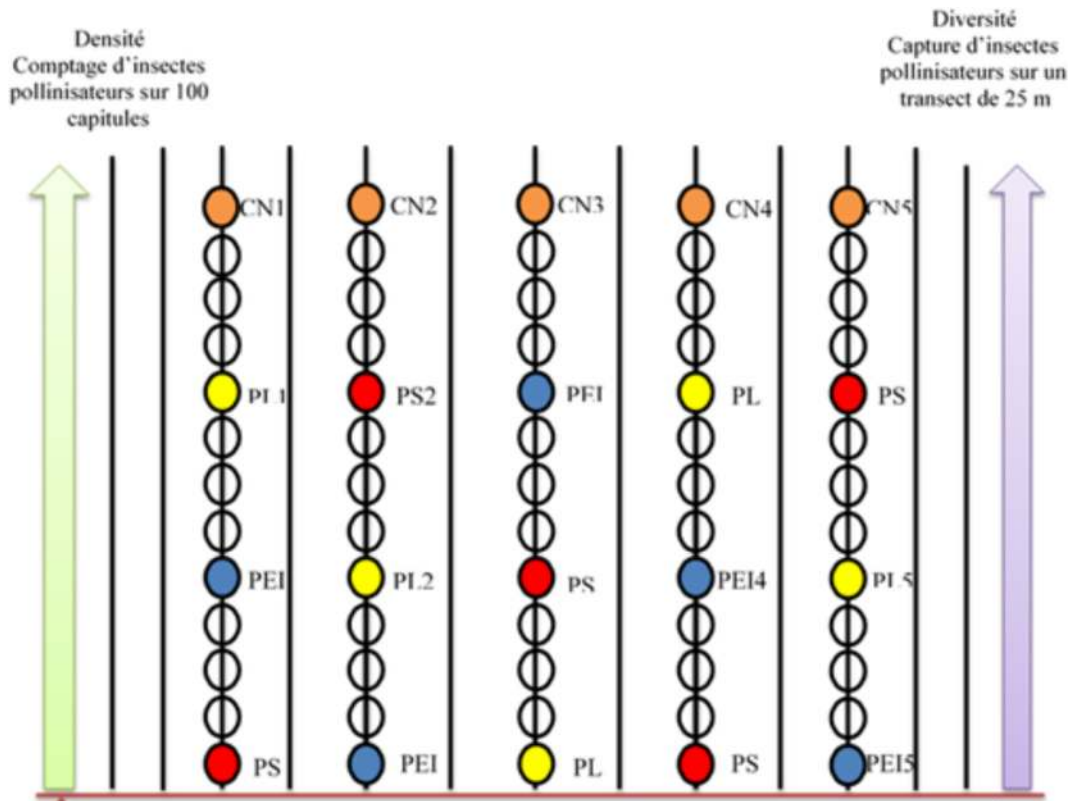 Densité
Comptage d'insectes
pollinisateurs sur 100
capitules
Diversité
Capture d'insectes
pollinisateurs sur un
transect de 25 m
CN1 CN2 CN3 CN4 CN5
PL1 PS2 PEI PL PS
PEI PL2 PS PEI4 PL5
PS PEI PL PS PEI5